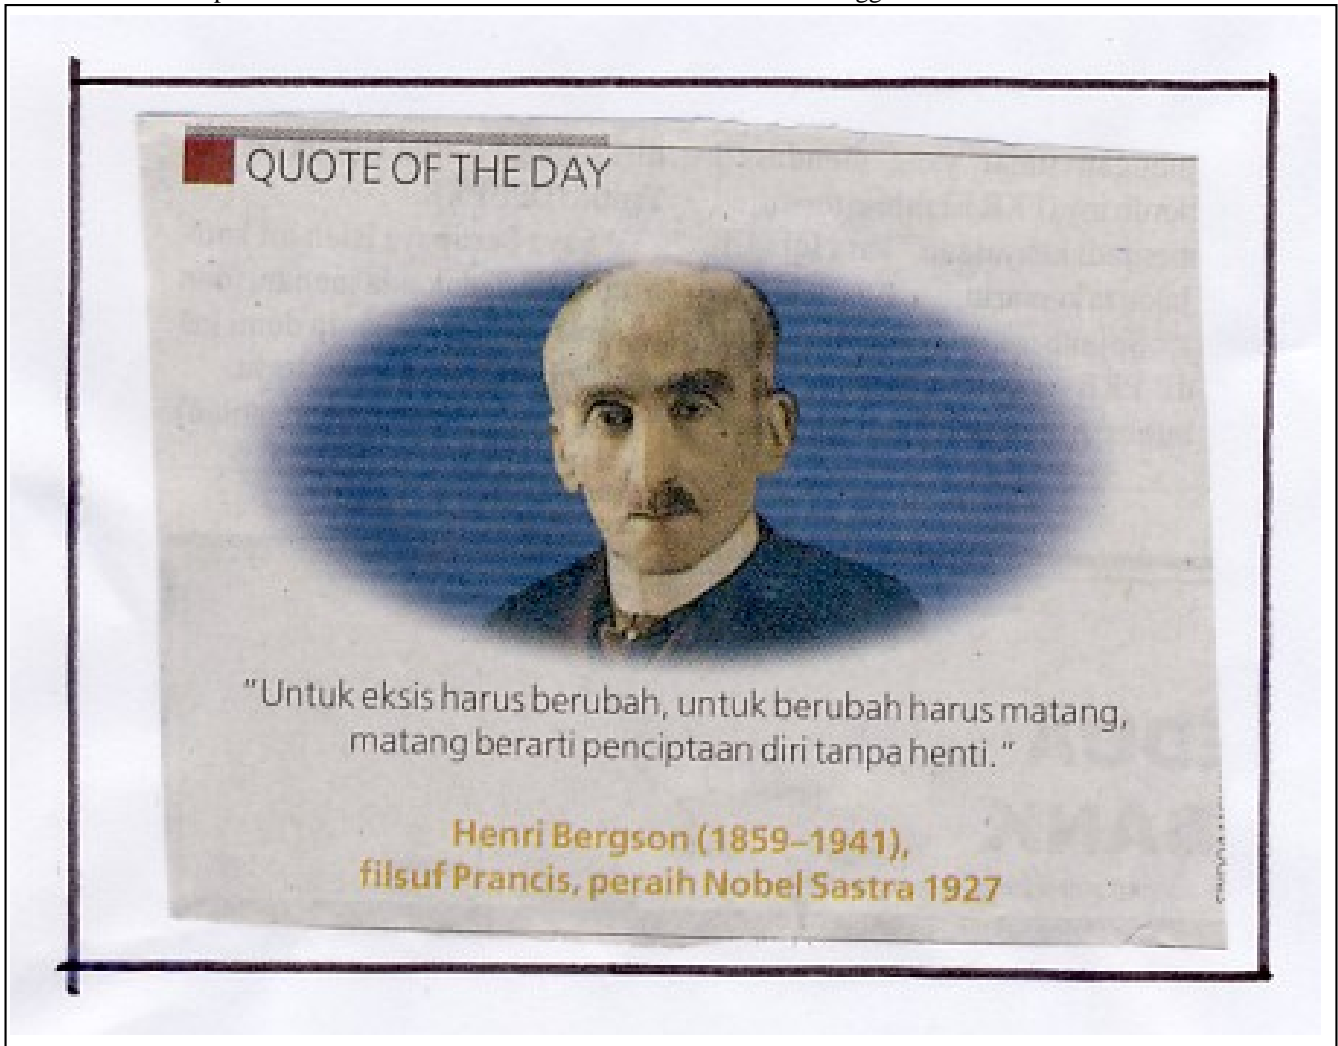 QUOTE OF THE DAY
“Untuk eksis harus berubah, untuk berubah harus matang,
matang berarti penciptaan diri tanpa henti.”
Henri Bergson (1859–1941),
filsuf Prancis, peraih Nobel Sastra 1927